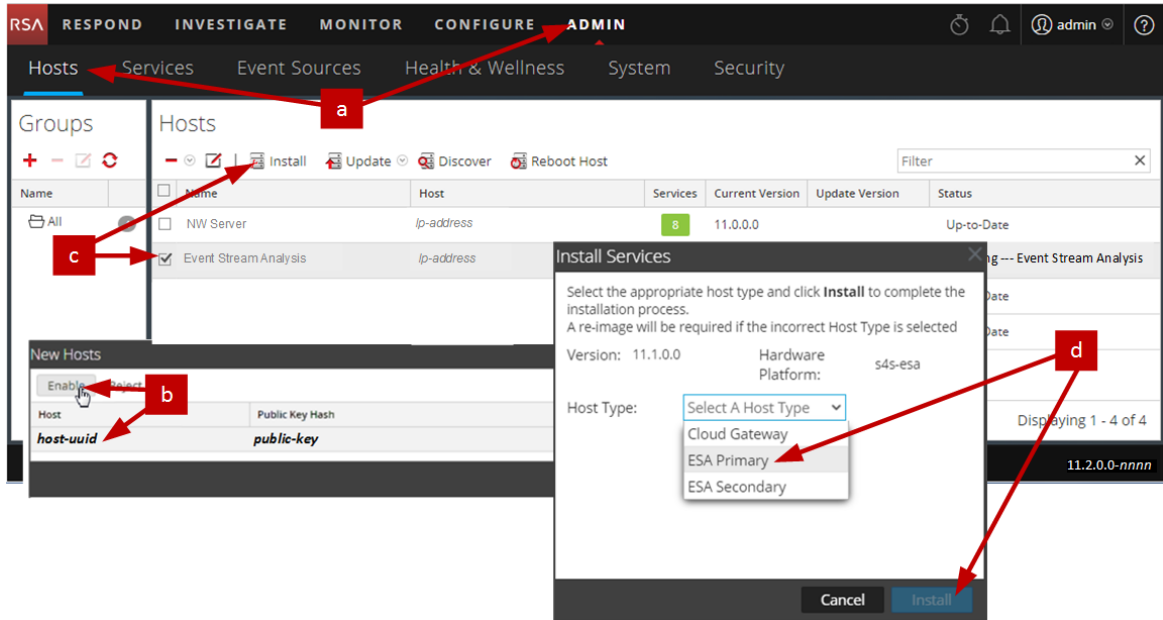 RSA RESPOND INVESTIGATE MONITOR CONFIGURE ADMIN admin
Hosts Services Event Sources Health & Wellness System Security
a
Groups
Hosts
Install Update Discover Reboot Host Filter
Name
Name Host Services Current Version Update Version Status
All
NW Server Ip-address 8 11.0.0.0 Up-to-Date
c
Event Stream Analysis Ip-address ng --- Event Stream Analysis
Date
Date
Install Services
Select the appropriate host type and click Install to complete the
installation process.
A re-image will be required if the incorrect Host Type is selected
Version: 11.1.0.0 Hardware
Platform: s4s-esa
d
Host Type: Select A Host Type
Cloud Gateway
ESA Primary
ESA Secondary
Cancel Install
New Hosts
Enable Reject
b
Host Public Key Hash
host-uuid public-key
Displaying 1 - 4 of 4
11.2.0.0-nnnn